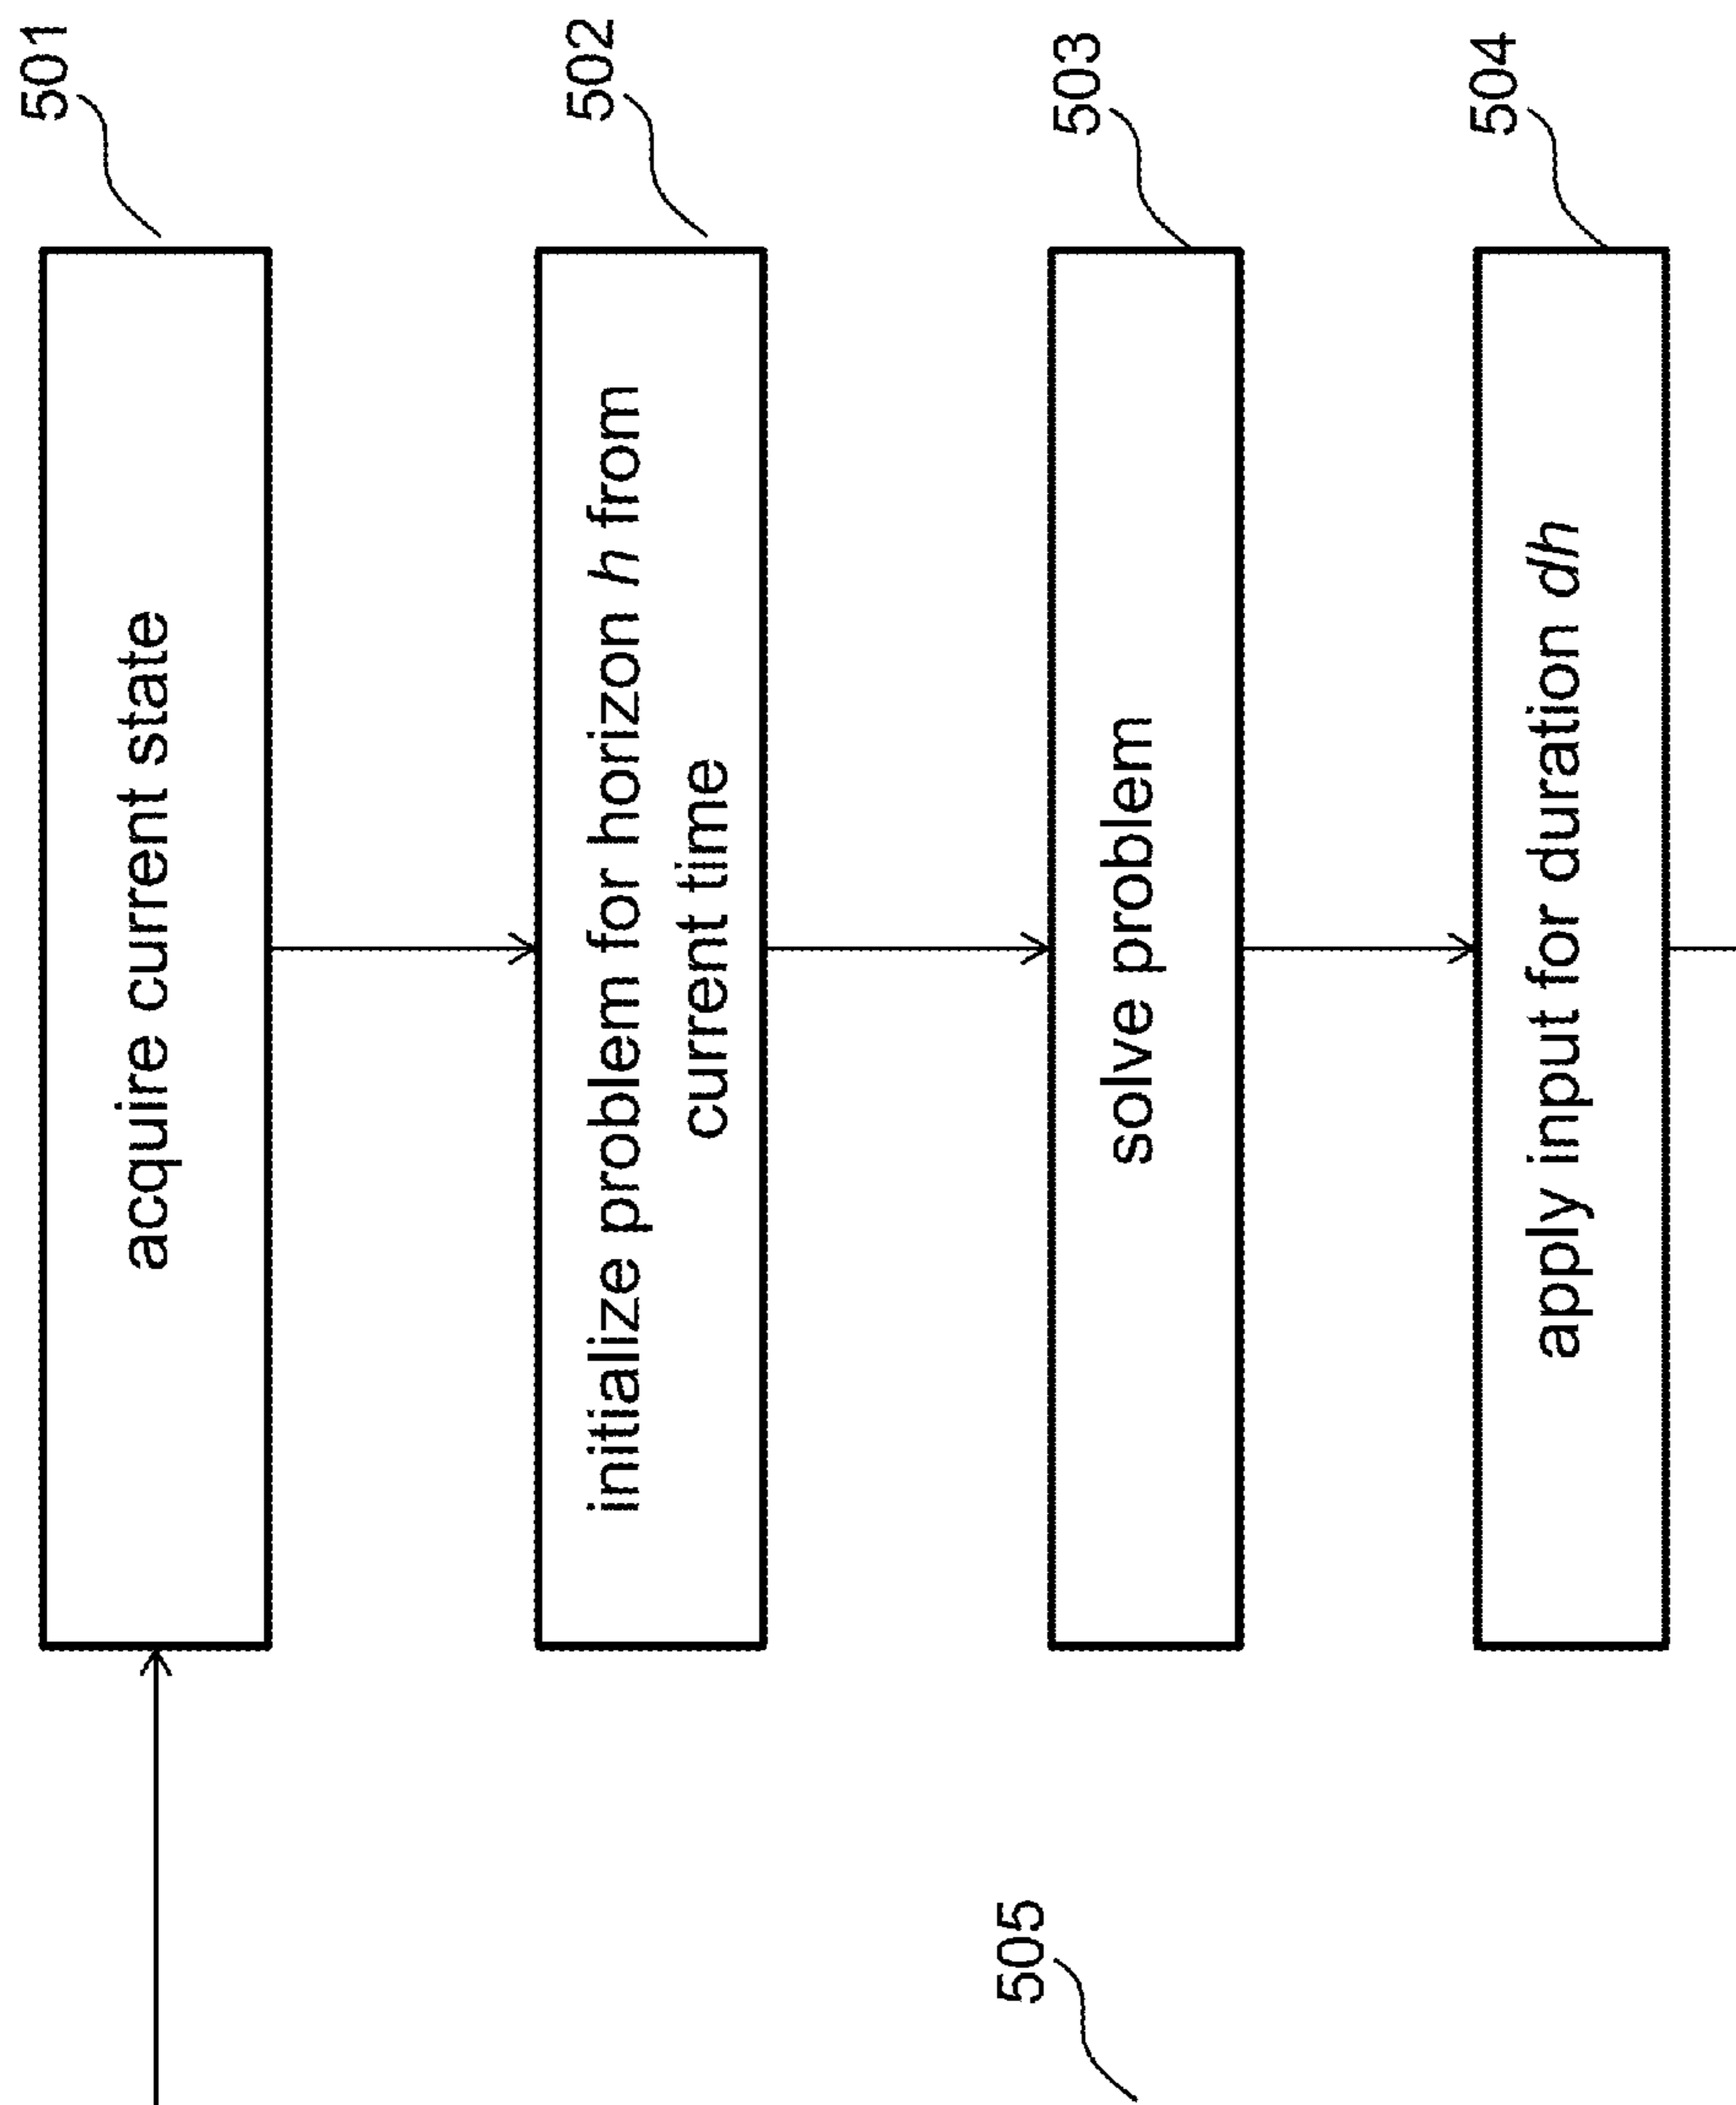 501
acquire current state
502
initialize problem for horizon h from
current time
503
solve problem
504
apply input for duration dh
505